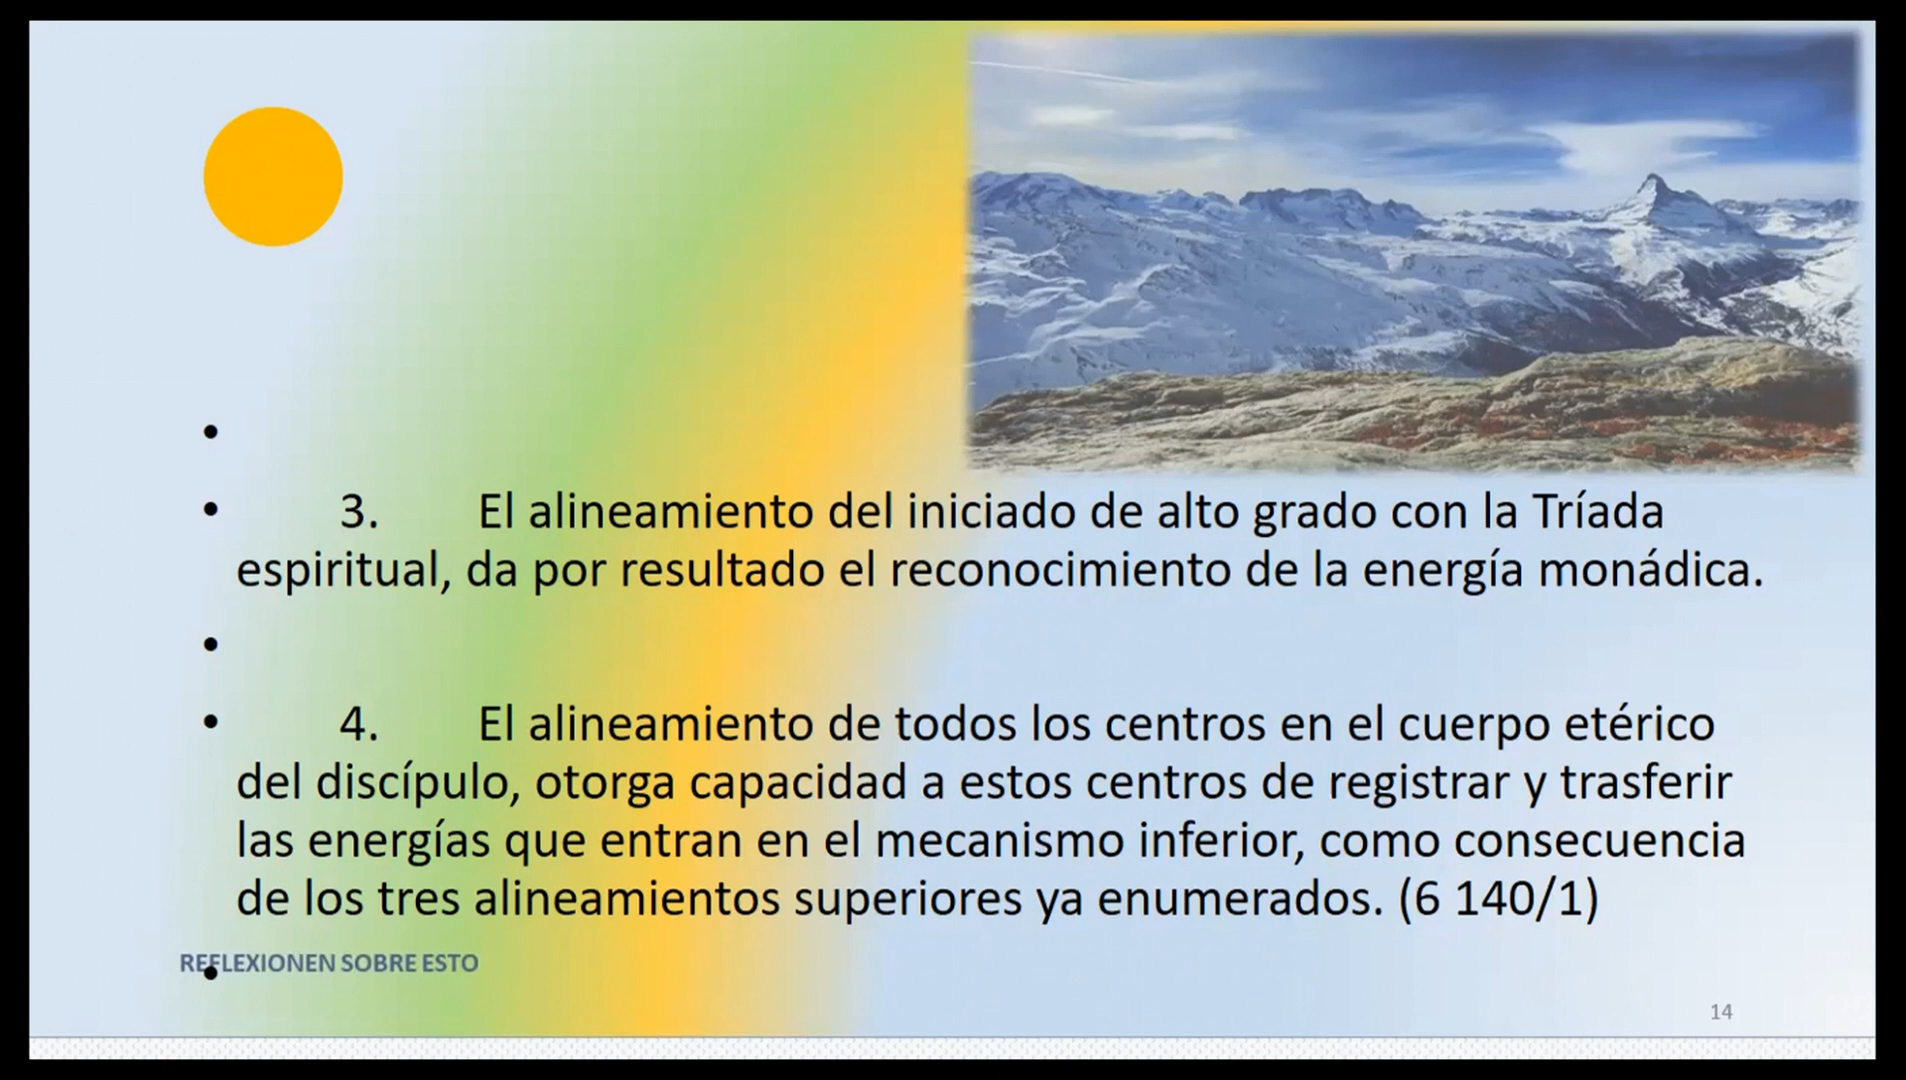 •
• 3. El alineamiento del iniciado de alto grado con la Tríada
espiritual, da por resultado el reconocimiento de la energía monádica.
•
• 4. El alineamiento de todos los centros en el cuerpo etérico
del discípulo, otorga capacidad a estos centros de registrar y trasferir
las energías que entran en el mecanismo inferior, como consecuencia
de los tres alineamientos superiores ya enumerados. (6 140/1)
REFLEXIONEN SOBRE ESTO
•
14